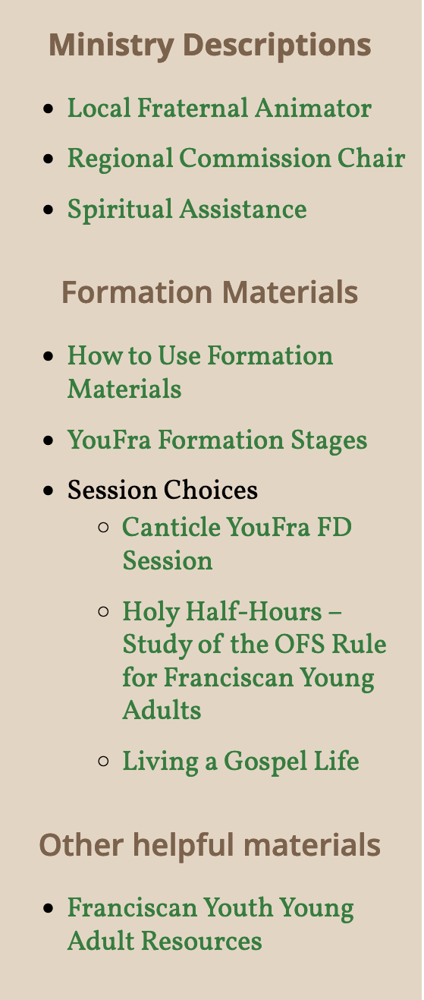 Ministry Descriptions
Local Fraternal Animator
Regional Commission Chair
Spiritual Assistance
Formation Materials
How to Use Formation
Materials
YouFra Formation Stages
Session Choices
Canticle YouFra FD
Session
Holy Half-Hours –
Study of the OFS Rule
for Franciscan Young
Adults
Living a Gospel Life
Other helpful materials
Franciscan Youth Young
Adult Resources